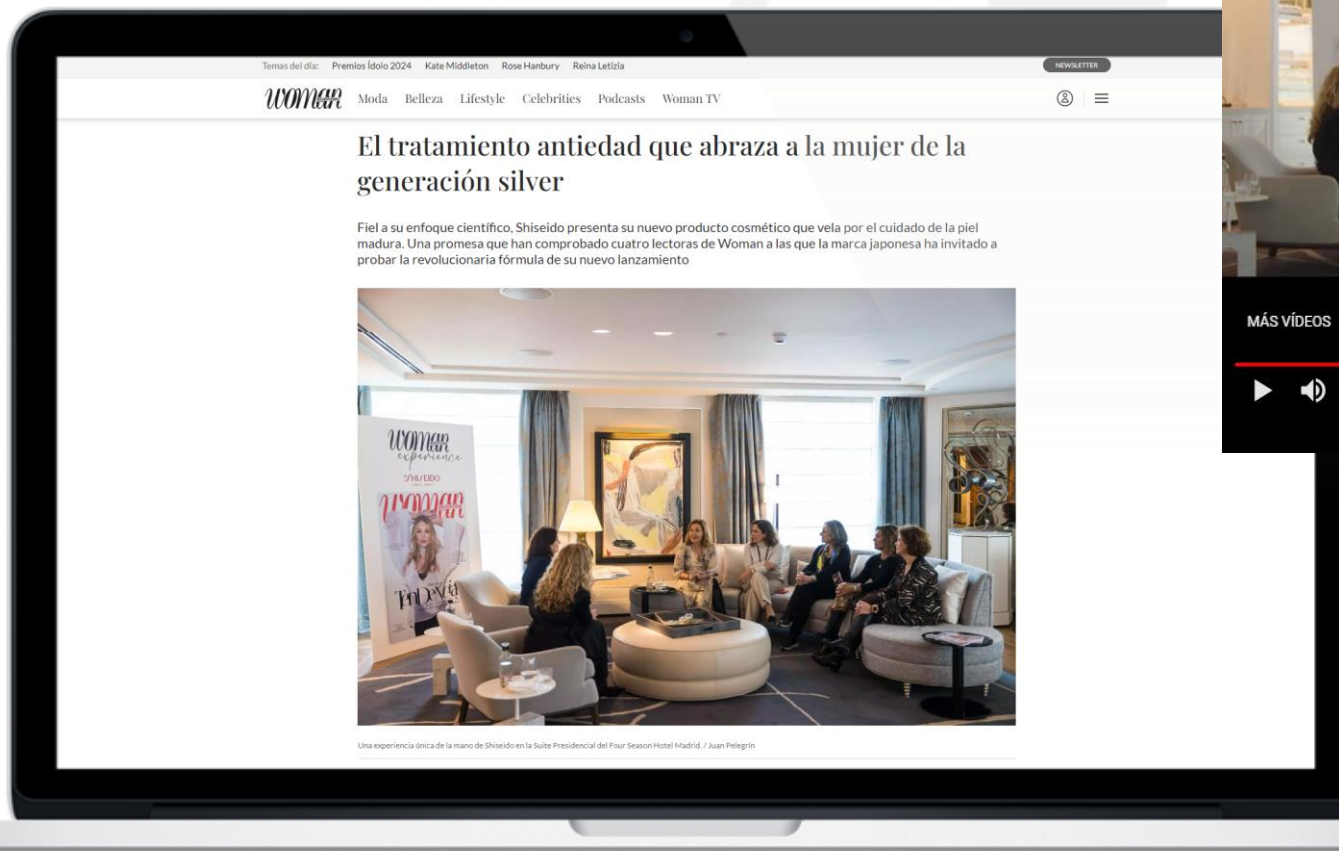 Temas del día: Premios Ídolo 2024 Kate Middleton Rose Hanbury Reina Letizia NEWSLETTER
WOMAN Moda Belleza Lifestyle Celebrities Podcasts Woman TV
El tratamiento antiedad que abraza a la mujer de la
generación silver
Fiel a su enfoque científico, Shiseido presenta su nuevo producto cosmético que vela por el cuidado de la piel
madura. Una promesa que han comprobado cuatro lectoras de Woman a las que la marca japonesa ha invitado a
probar la revolucionaria fórmula de su nuevo lanzamiento
woman
experience
SHISEIDO
woman
TenDeNcia
Una experiencia única de la mano de Shiseido en la Suite Presidencial del Four Season Hotel Madrid. / Juan Pelegrín
MÁS VÍDEOS